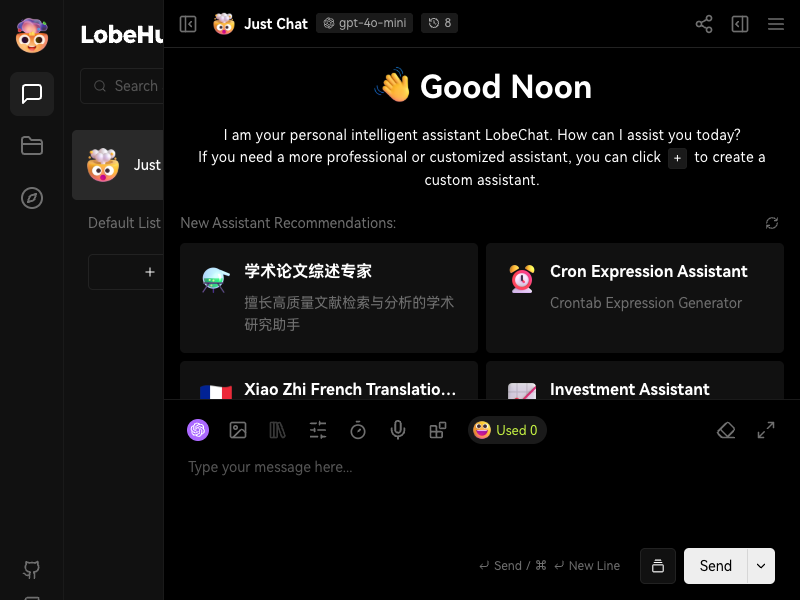 LobeHu
Search
Just
Default List
Just Chat
gpt-4o-mini
8
👋 Good Noon
I am your personal intelligent assistant LobeChat. How can I assist you today?
If you need a more professional or customized assistant, you can click + to create a
custom assistant.
New Assistant Recommendations:
学术论文综述专家
擅长高质量文献检索与分析的学术
研究助手
Cron Expression Assistant
Crontab Expression Generator
Xiao Zhi French Translatio...
Investment Assistant
Used 0
Type your message here...
↵ Send / ⌘ ↵ New Line
Send